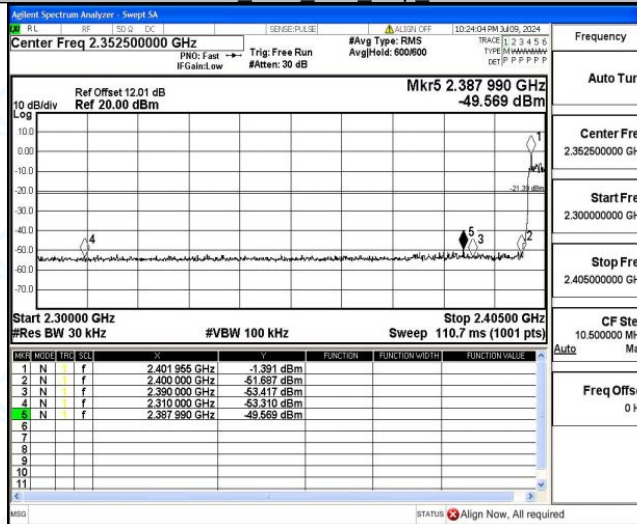 Agilent Spectrum Analyzer - Swept SA
RL RF 50 Ω DC SENSE:PULSE ALIGN OFF 10:24:04 PM Jul 09, 2024
Center Freq 2.352500000 GHz
PNO: Fast Trig: Free Run
IFGain:Low #Atten: 30 dB
#Avg Type: RMS
Avg|Hold: 600/600
TRACE 1 2 3 4 5 6
TYPE M
DET P P P P P P
Frequency
Auto Tun
Mkr5 2.387 990 GHz
-49.569 dBm
Ref Offset 12.01 dB
10 dB/div Ref 20.00 dBm
Log
10.0
0.00
-10.0
-20.0
-30.0
-40.0
-50.0
-60.0
-70.0
-21.39 dBm
1
2
3
4
5
Start 2.30000 GHz Stop 2.40500 GHz
#Res BW 30 kHz #VBW 100 kHz Sweep 110.7 ms (1001 pts)
Center Fre
2.352500000 GH
Start Fre
2.300000000 GH
Stop Fre
2.405000000 GH
CF Ste
10.500000 MH
Auto Ma
Freq Offs
0 H
MKR MODE TRC SCL X Y FUNCTION FUNCTION WIDTH FUNCTION VALUE
1 N 1 f 2.401 955 GHz -1.391 dBm
2 N 1 f 2.400 000 GHz -51.687 dBm
3 N 1 f 2.390 000 GHz -53.417 dBm
4 N 1 f 2.310 000 GHz -53.310 dBm
5 N 1 f 2.387 990 GHz -49.569 dBm
6
7
8
9
10
11
MSG STATUS Align Now, All required